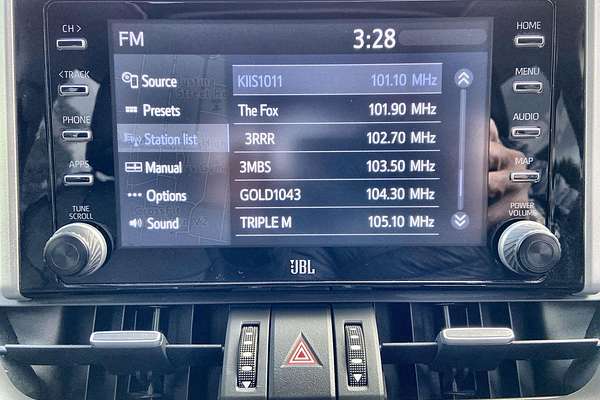 CH >
FM
3:28
HOME
<TRACK
Source
KIIS1011 101.10 MHz
MENU
Presets
The Fox 101.90 MHz
PHONE
Station list
3RRR 102.70 MHz
AUDIO
Manual
3MBS 103.50 MHz
APPS
MAP
Options
GOLD1043 104.30 MHz
TUNE
SCROLL
Sound
TRIPLE M 105.10 MHz
POWER
VOLUME
JBL